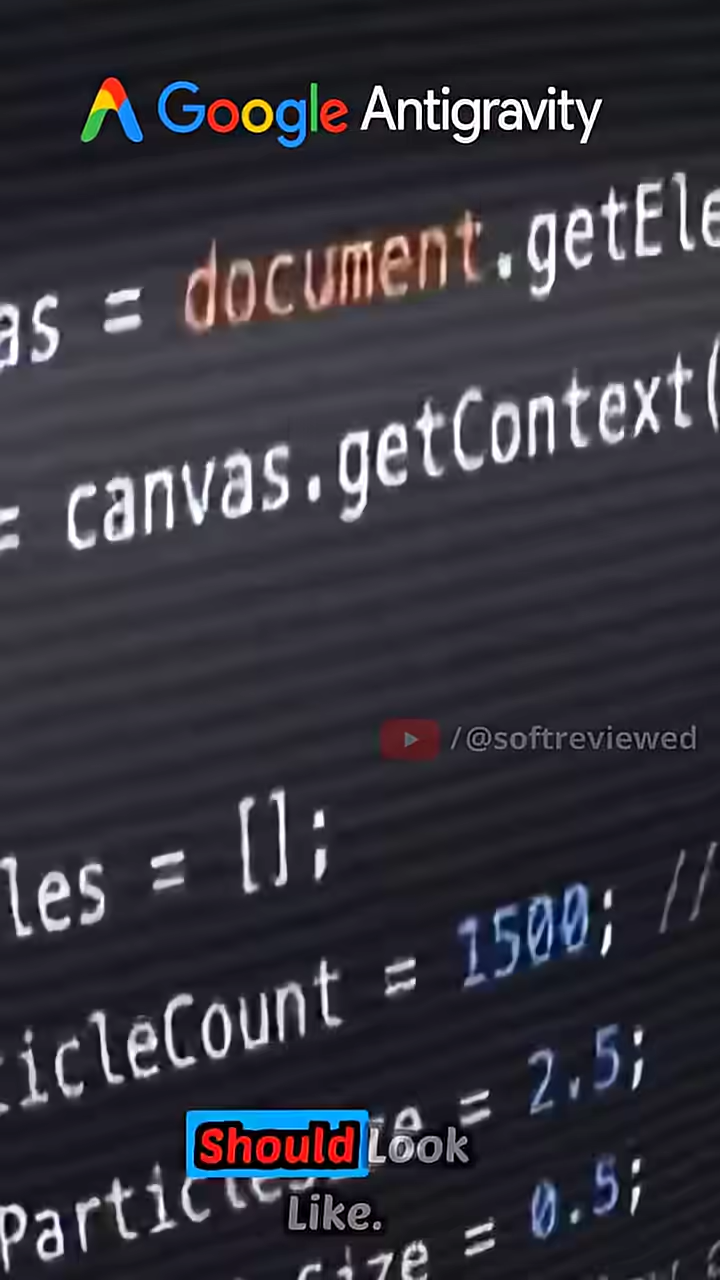 Google Antigravity
as = document.getEle
= canvas.getContext(
/@softreviewed
les = [];
icleCount = 1500; //
= 2.5;
Should Look
Like.
= 0.5;